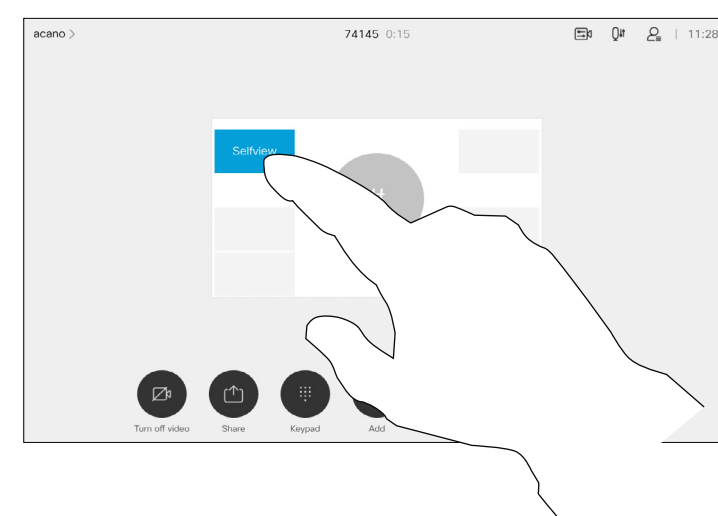 acano >
74145 0:15
11:28
Selfview
Turn off video
Share
Keypad
Add